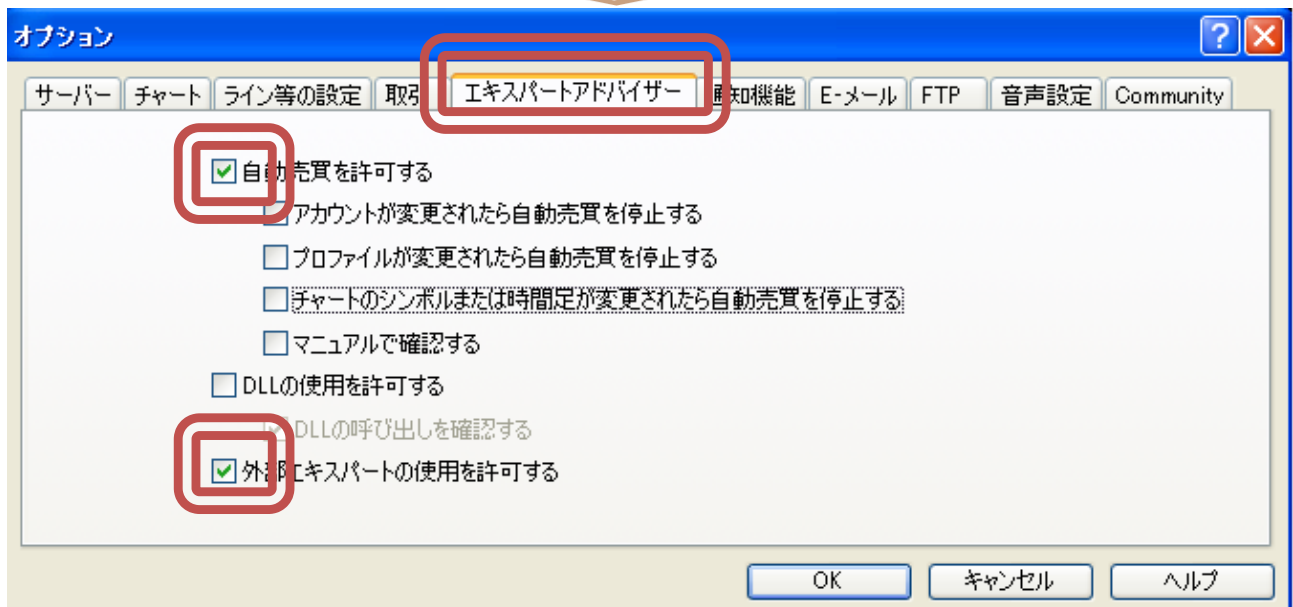 オプション
サーバー チャート ライン等の設定 取引 エキスパートアドバイザー 通知機能 E-メール FTP 音声設定 Community
自動売買を許可する
アカウントが変更されたら自動売買を停止する
プロファイルが変更されたら自動売買を停止する
チャートのシンボルまたは時間足が変更されたら自動売買を停止する
マニュアルで確認する
DLLの使用を許可する
DLLの呼び出しを確認する
外部エキスパートの使用を許可する
OK キャンセル ヘルプ